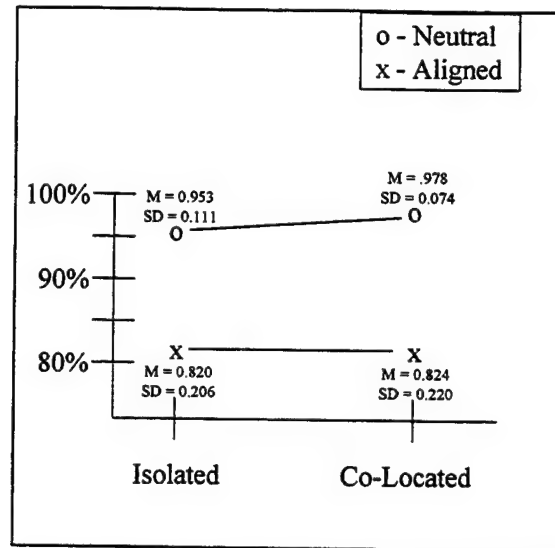 o - Neutral
x - Aligned
M = .978
SD = 0.074
100%
M = 0.953
SD = 0.111
o
o
90%
80%
x
x
M = 0.820
SD = 0.206
M = 0.824
SD = 0.220
Isolated
Co-Located